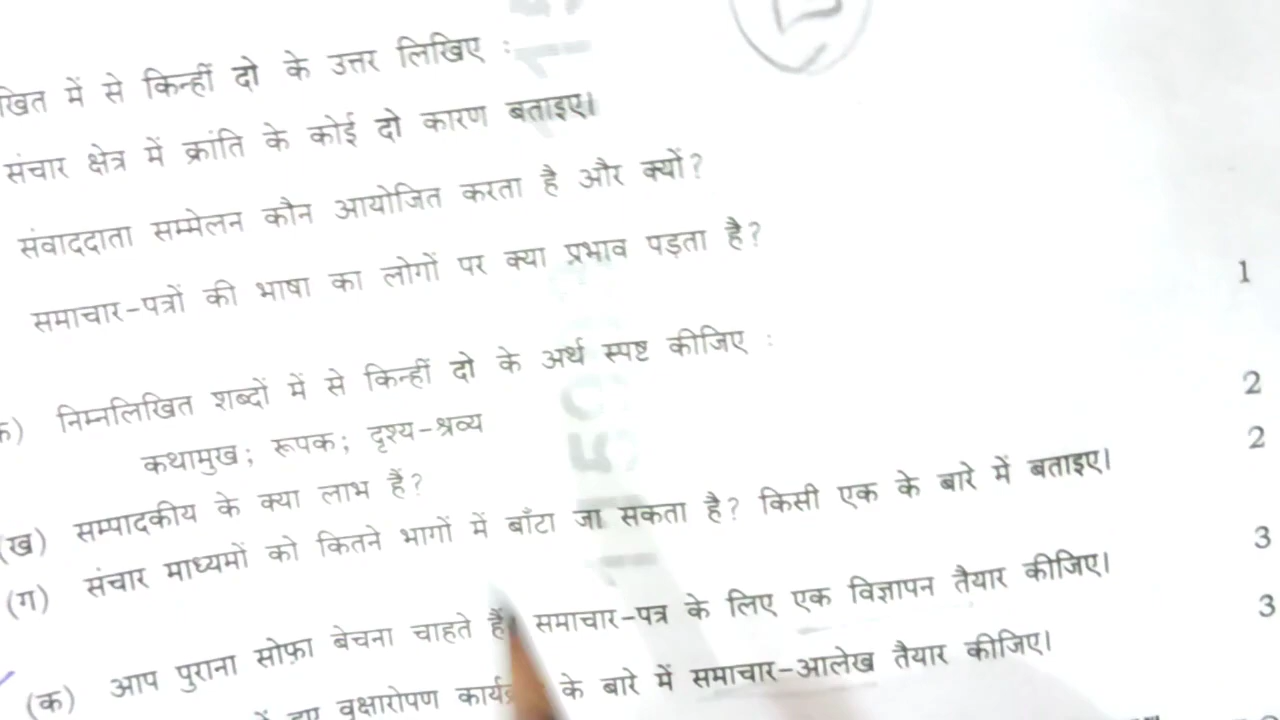 में से किन्हीं दो के उत्तर लिखिए :
संचार क्षेत्र में क्रांति के कोई दो कारण बताइए।
संवाददाता सम्मेलन कौन आयोजित करता है और क्यों?
समाचार-पत्रों की भाषा का लोगों पर क्या प्रभाव पड़ता है?
1
निम्नलिखित शब्दों में से किन्हीं दो के अर्थ स्पष्ट कीजिए :
2
कथामुख; रूपक; दृश्य-श्रव्य
(ख) सम्पादकीय के क्या लाभ हैं?
2
(ग) संचार माध्यमों को कितने भागों में बाँटा जा सकता है? किसी एक के बारे में बताइए।
3
(क) आप पुराना सोफ़ा बेचना चाहते हैं। समाचार-पत्र के लिए एक विज्ञापन तैयार कीजिए।
3
वृक्षारोपण के बारे में समाचार-आलेख तैयार कीजिए।